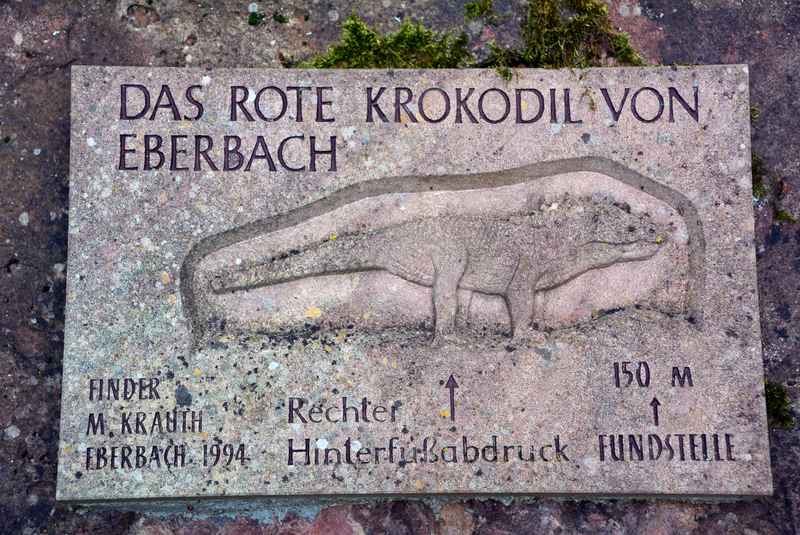 DAS ROTE KROKODIL VON
EBERBACH
FINDER
M. KRAUTH
EBERBACH. 1994
Rechter
Hinterfußabdruck
150 M
FUNDSTELLE